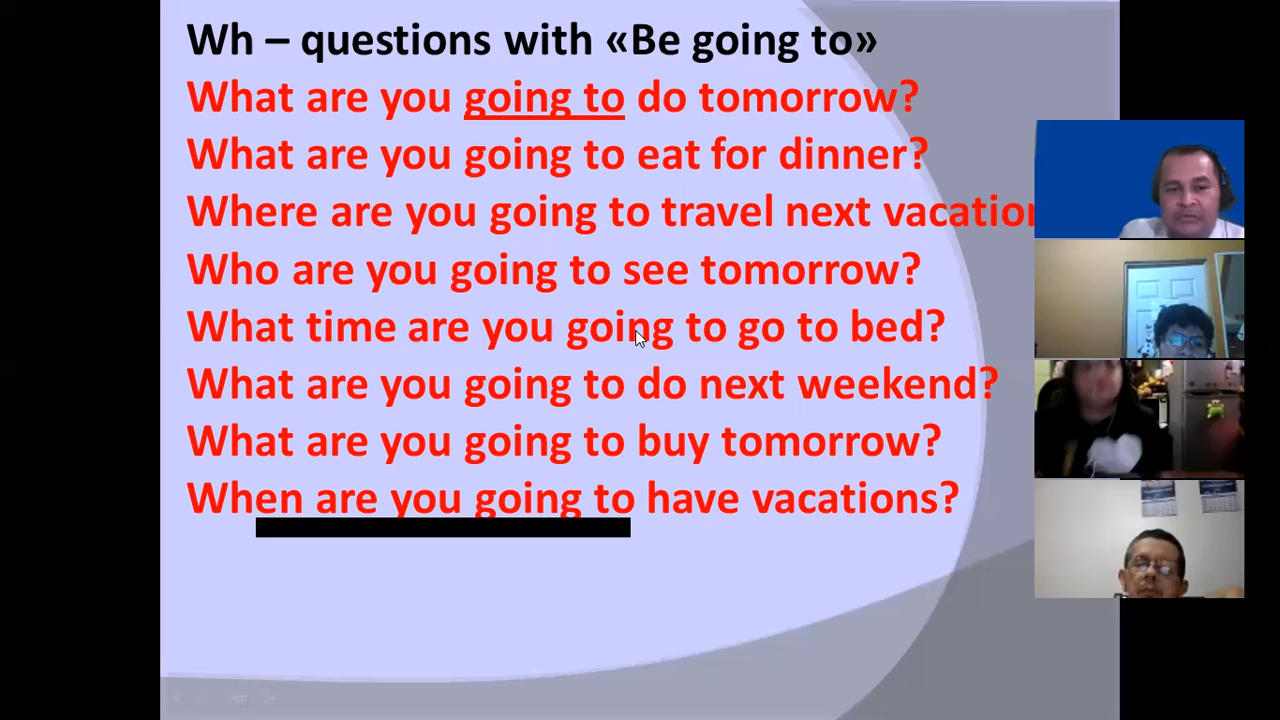 Wh – questions with «Be going to»
What are you going to do tomorrow?
What are you going to eat for dinner?
Where are you going to travel next
Who are you going to see tomorrow?
What time are you going to go to bed?
What are you going to do next weekend?
What are you going to buy tomorrow?
When are you going to have vacations?